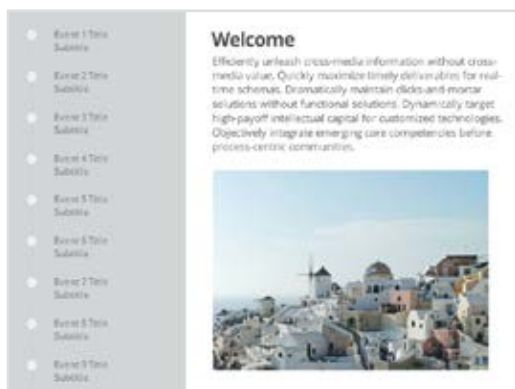 Event 1 Title
Subtitle
Event 2 Title
Subtitle
Event 3 Title
Subtitle
Event 4 Title
Subtitle
Event 5 Title
Subtitle
Event 6 Title
Subtitle
Event 7 Title
Subtitle
Event 8 Title
Subtitle
Event 9 Title
Subtitle
Welcome
Efficiently unleash cross-media information without cross-
media value. Quickly maximize timely deliverables for real-
time schemas. Dramatically maintain clicks-and-mortar
solutions without functional solutions. Dynamically target
high-payoff intellectual capital for customized technologies.
Objectively integrate emerging core competencies before
process-centric communities.